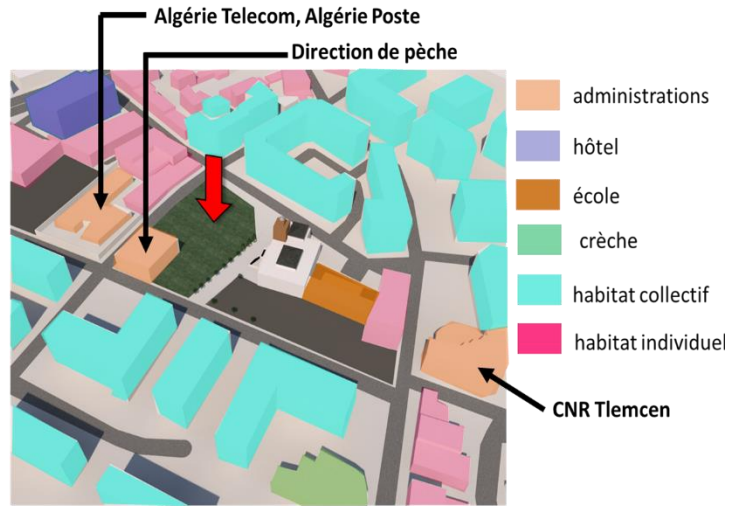 Algérie Telecom, Algérie Poste
Direction de pèche
administrations
hôtel
école
crèche
habitat collectif
habitat individuel
CNR Tlemcen